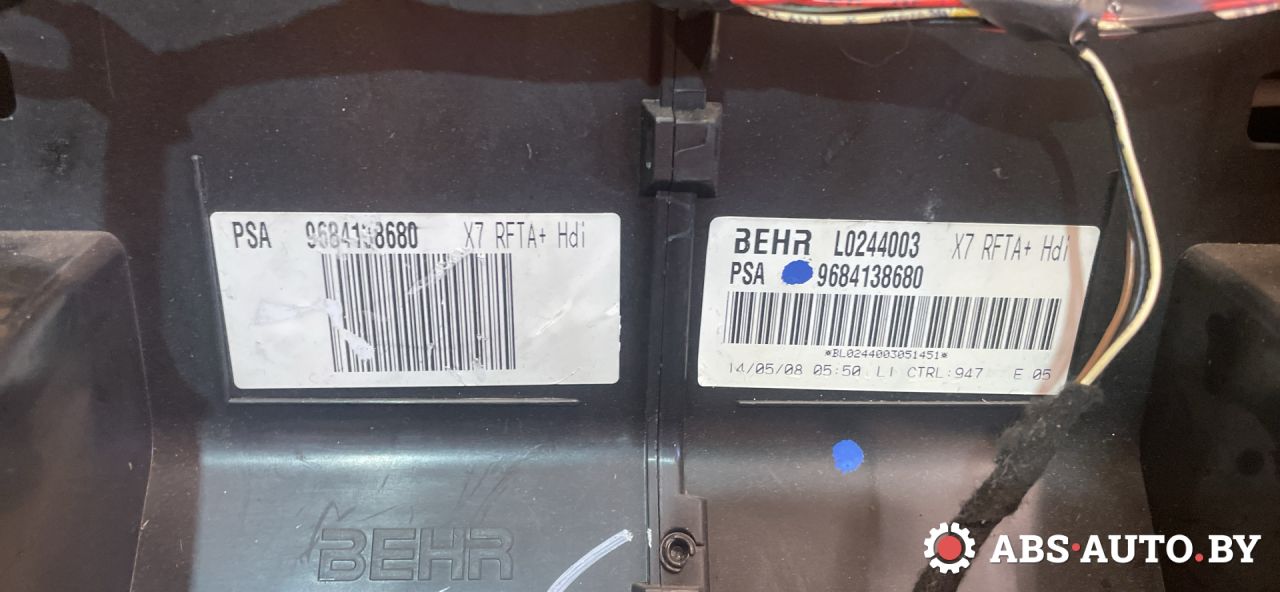 PSA 9684138680 X7 RFTA+ Hdi
BEHR L0244003 X7 RFTA+ Hdi
PSA 9684138680
*BL0244003051451*
14/05/08 05:50 LI CTRL:947 E 05
BEHR
ABS-AUTO.BY